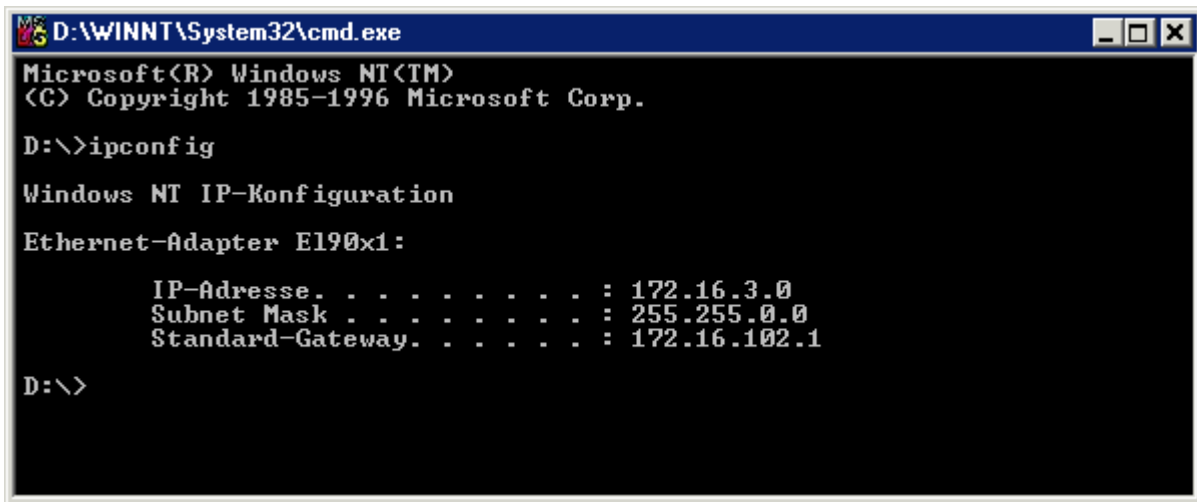 D:\WINNT\System32\cmd.exe
Microsoft(R) Windows NT(TM)
(C) Copyright 1985-1996 Microsoft Corp.
D:\>ipconfig
Windows NT IP-Konfiguration
Ethernet-Adapter El90x1:
IP-Adresse. . . . . . . . . : 172.16.3.0
Subnet Mask . . . . . . . . : 255.255.0.0
Standard-Gateway. . . . . . : 172.16.102.1
D:\>